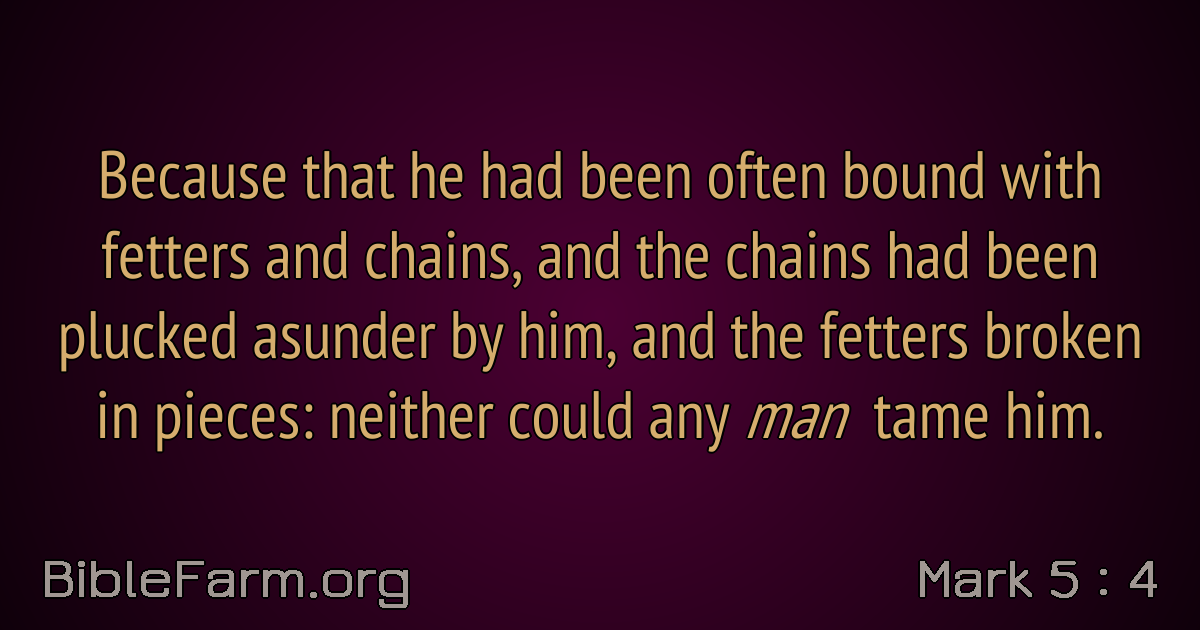 Because that he had been often bound with
fetters and chains, and the chains had been
plucked asunder by him, and the fetters broken
in pieces: neither could any man tame him.
BibleFarm.org
Mark 5 : 4